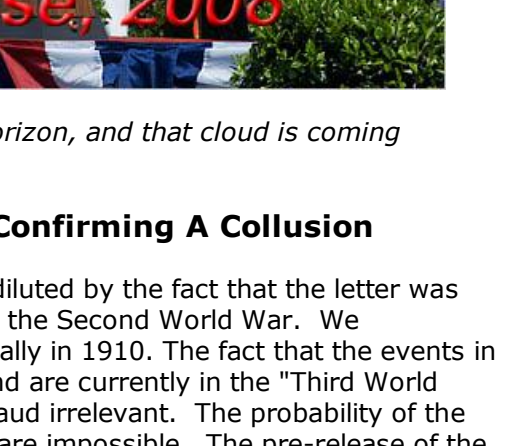 se, 2008
orizon, and that cloud is coming
Confirming A Collusion
diluted by the fact that the letter was
the Second World War. We
ally in 1910. The fact that the events in
nd are currently in the "Third World
aud irrelevant. The probability of the
are impossible. The pre-release of the